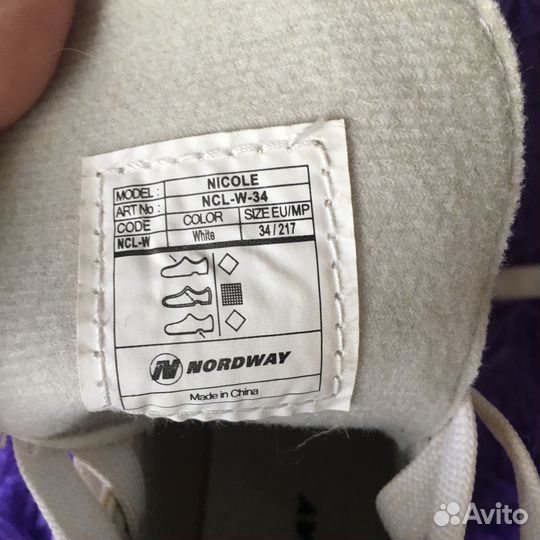 MODEL: NICOLE
ART No: NCL-W-34
CODE COLOR SIZE EU/MP
NCL-W White 34 / 217
NORDWAY
Made in China
Avito